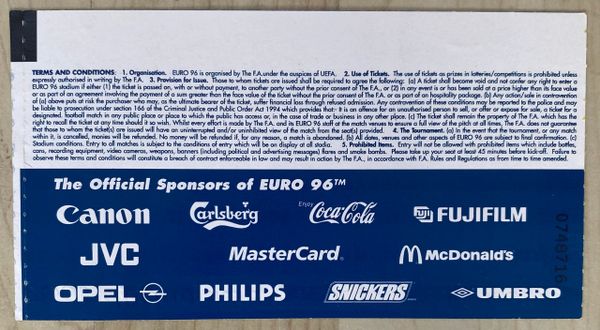 TERMS AND CONDITIONS: 1. Organisation. EURO 96 is organised by The F.A.under the auspices of UEFA. 2. Use of Tickets. The use of tickets as prizes in lotteries/competitions is prohibited unless
expressly authorised in writing by The F.A. 3. Provision for Issue. Those to whom tickets are issued shall be required to agree the following: (a) A ticket shall become void and not confer any right to enter a
EURO 96 stadium if either (1) the ticket is passed on, with or without payment, to another party without the prior consent of The F.A., or (2) in any event is or has been sold at a price higher than its face value
or as part of an agreement involving the payment of a sum greater than the face value of the ticket without the prior consent of The F.A. or as part of an hospitality package. (b) Any action/sale in contravention
of (a) above puts at risk the purchaser who may, as the ultimate bearer of the ticket, suffer financial loss through refused admission. Any contravention of these conditions may be reported to the police and may
be liable to prosecution under section 166 of the Criminal Justice and Public Order Act 1994 which provides that:- It is an offence for an unauthorised person to sell, or offer or expose for sale, a ticket for a
designated, football match in any public place or place to which the public has access or, in the case of trade or business in any other place. (c) The ticket shall remain the property of The F.A. which has the
right to recall the ticket at any time should it so wish. Whilst every effort is made by The F.A. and its EURO 96 staff at the match venues to ensure a full view of the pitch at all times, The F.A. does not guarantee
that those to whom the ticket(s) are issued will have an uninterrupted and/or uninhibited view of the match from the seat(s) provided. 4. The Tournament. (a) in the event that the tournament, or any match
within it, is cancelled, monies will be refunded. No money will be refunded if, for any reason, a match is abandoned. (b) All dates, venues and other aspects of EURO 96 are subject to final confirmation. (c)
Stadium conditions. Entry to all matches is subject to the conditions of entry which will be on display at all stadia. 5. Prohibited Items. Entry will not be allowed with prohibited items which include bottles,
cans, recording equipment, video cameras, weapons, banners (including political and advertising messages) flares and smoke bombs. Please take up your seat at least 45 minutes before kick-off. Failure to
observe these terms and conditions will constitute a breach of contract enforceable in law and may result in action by The F.A., in accordance with F.A. Rules and Regulations as from time to time amended.
The Official Sponsors of EURO 96™
Canon Carlsberg Enjoy Coca-Cola FUJI FUJIFILM
JVC MasterCard McDonald's
OPEL PHILIPS SNICKERS UMBRO
0748716